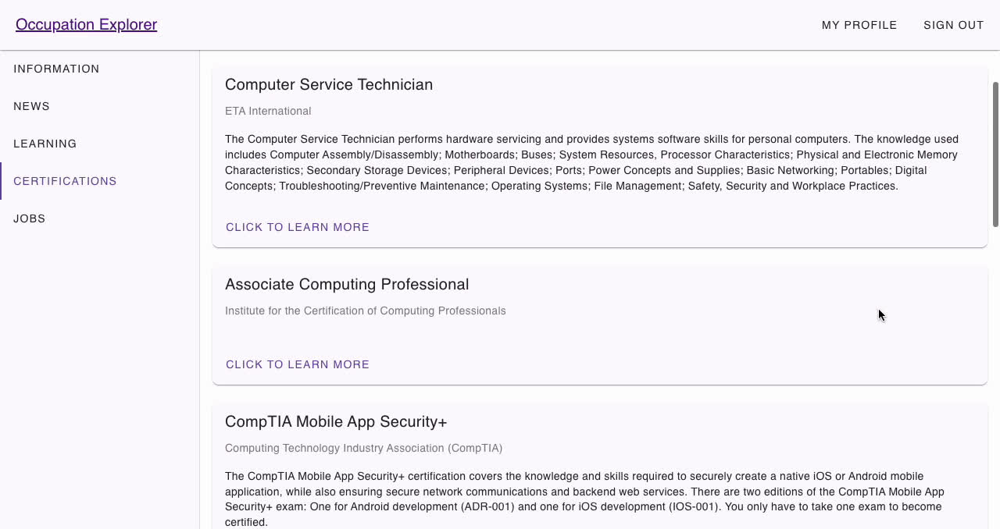 Occupation Explorer
MY PROFILE
SIGN OUT
INFORMATION
NEWS
LEARNING
CERTIFICATIONS
JOBS
Computer Service Technician
ETA International
The Computer Service Technician performs hardware servicing and provides systems software skills for personal computers. The knowledge used
includes Computer Assembly/Disassembly; Motherboards; Buses; System Resources, Processor Characteristics; Physical and Electronic Memory
Characteristics; Secondary Storage Devices; Peripheral Devices; Ports; Power Concepts and Supplies; Basic Networking; Portables; Digital
Concepts; Troubleshooting/Preventive Maintenance; Operating Systems; File Management; Safety, Security and Workplace Practices.
CLICK TO LEARN MORE
Associate Computing Professional
Institute for the Certification of Computing Professionals
CLICK TO LEARN MORE
CompTIA Mobile App Security+
Computing Technology Industry Association (CompTIA)
The CompTIA Mobile App Security+ certification covers the knowledge and skills required to securely create a native iOS or Android mobile
application, while also ensuring secure network communications and backend web services. There are two editions of the CompTIA Mobile App
Security+ exam: One for Android development (ADR-001) and one for iOS development (IOS-001). You only have to take one exam to become
certified.